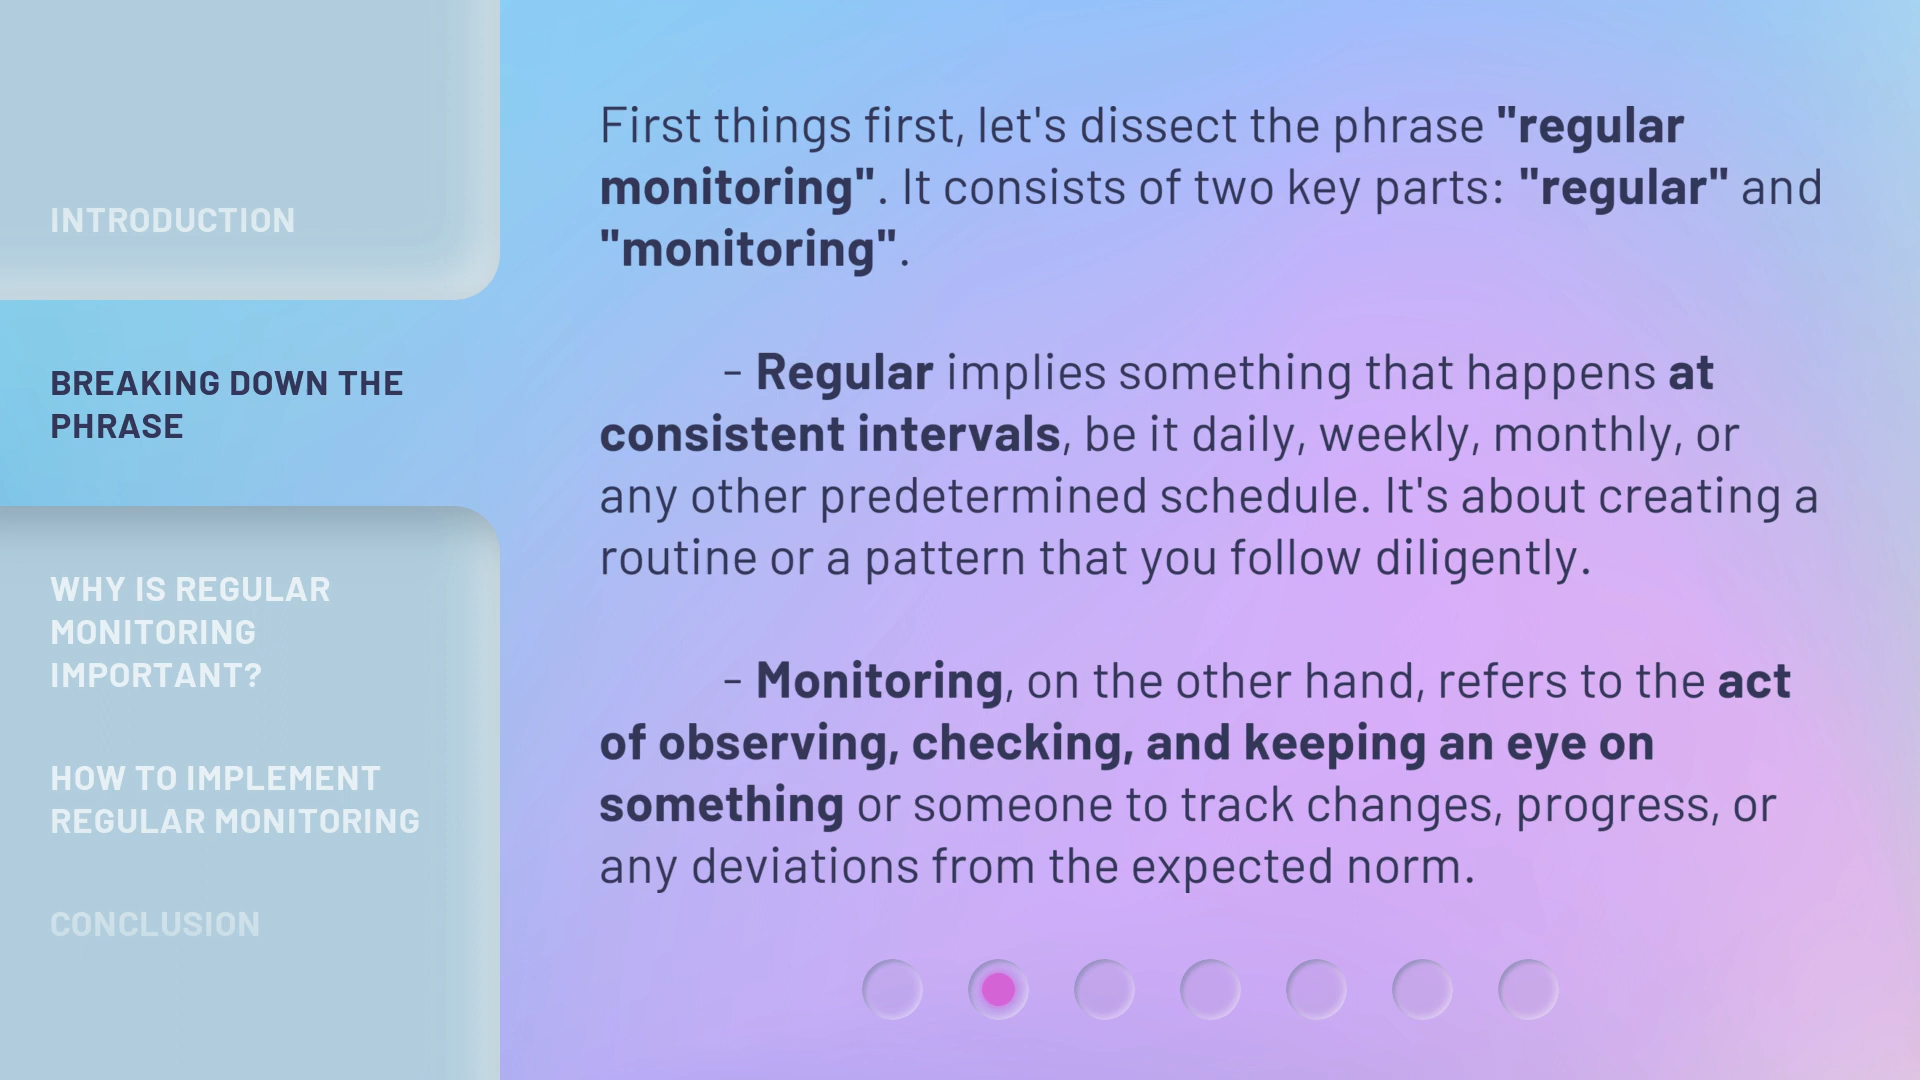 INTRODUCTION
BREAKING DOWN THE
PHRASE
WHY IS REGULAR
MONITORING
IMPORTANT?
HOW TO IMPLEMENT
REGULAR MONITORING
CONCLUSION
First things first, let's dissect the phrase "regular
monitoring". It consists of two key parts: "regular" and
"monitoring".
- Regular implies something that happens at
consistent intervals, be it daily, weekly, monthly, or
any other predetermined schedule. It's about creating a
routine or a pattern that you follow diligently.
- Monitoring, on the other hand, refers to the act
of observing, checking, and keeping an eye on
something or someone to track changes, progress, or
any deviations from the expected norm.